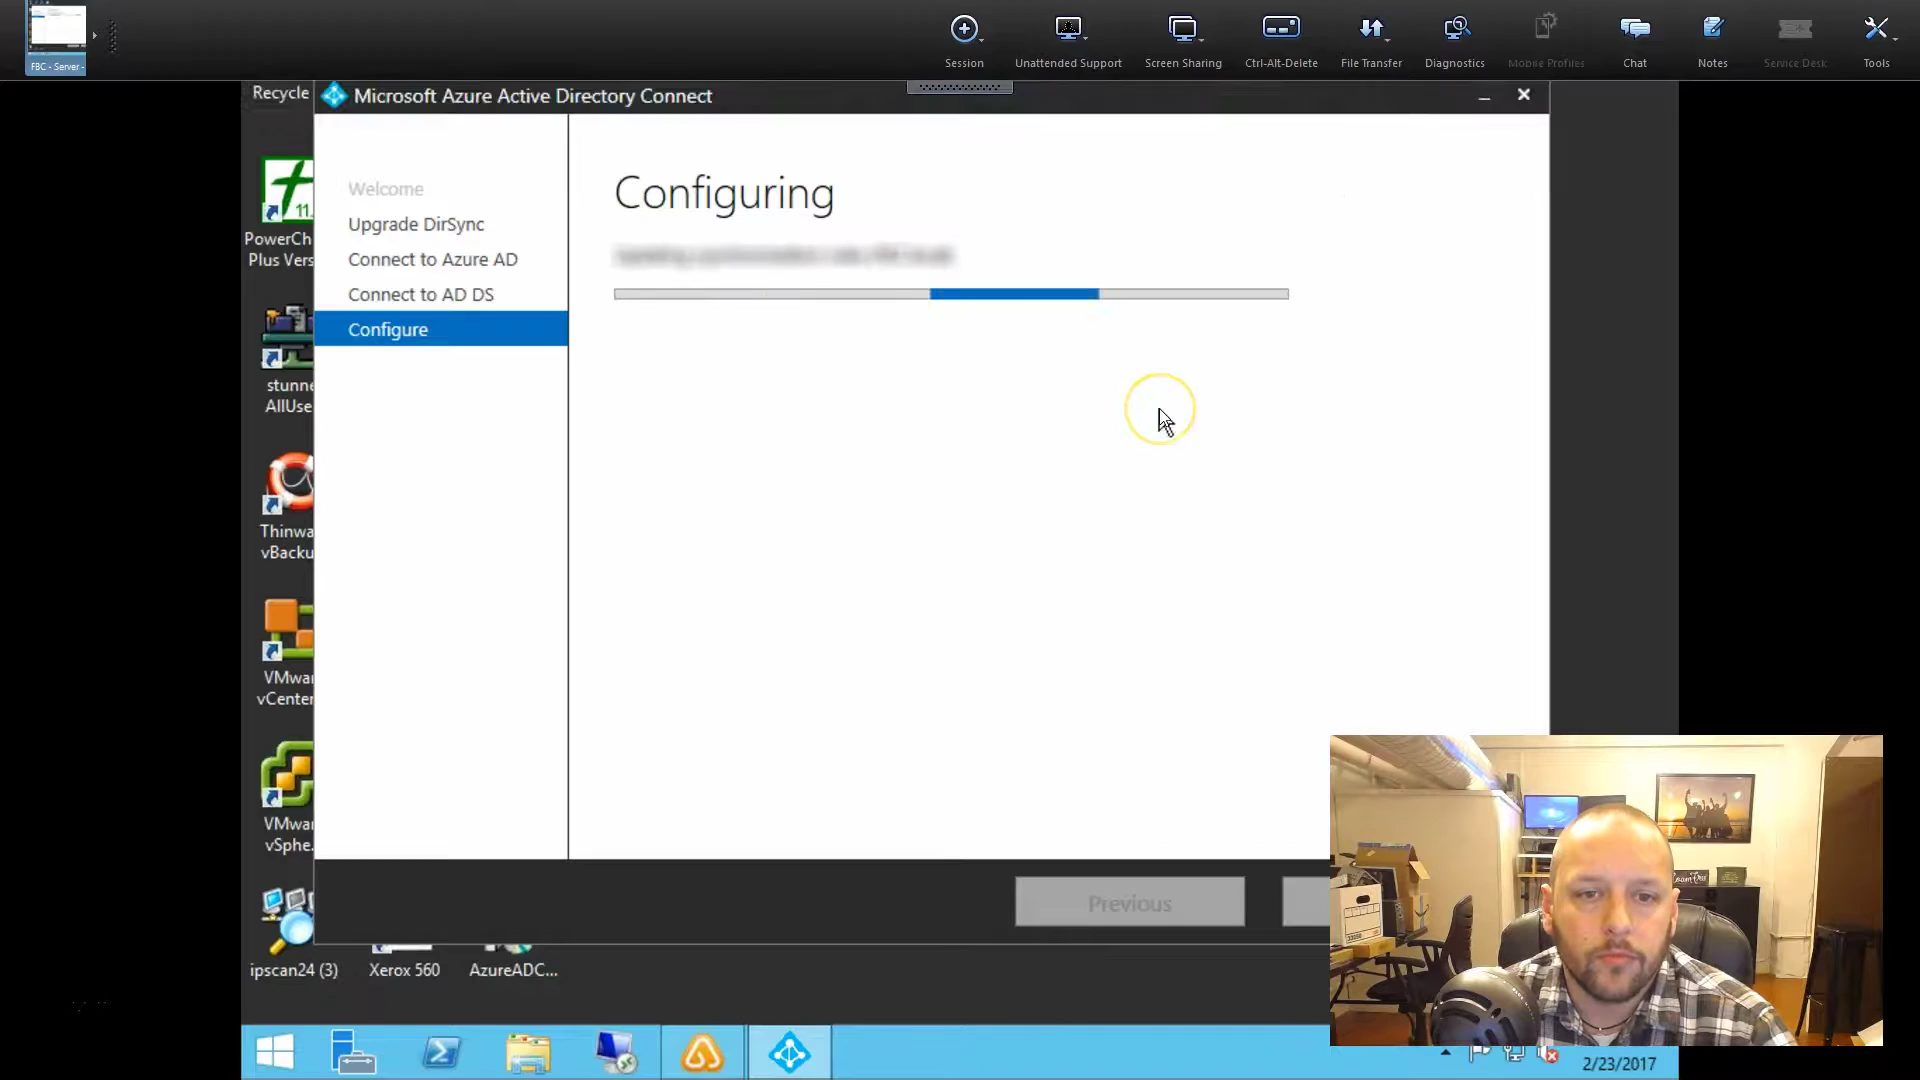 FBC - Server -
Session
Unattended Support
Screen Sharing
Ctrl-Alt-Delete
File Transfer
Diagnostics
Mobile Profiles
Chat
Notes
Service Desk
Tools
Recycle
Microsoft Azure Active Directory Connect
Welcome
Upgrade DirSync
Connect to Azure AD
Connect to AD DS
Configure
Configuring
11.
PowerCh
Plus Vers
stunne
AllUse
Thinwa
vBacku
VMwar
vCenter
VMwar
vSphe.
ipscan24 (3)
Xerox 560
AzureADC...
Previous
2/23/2017